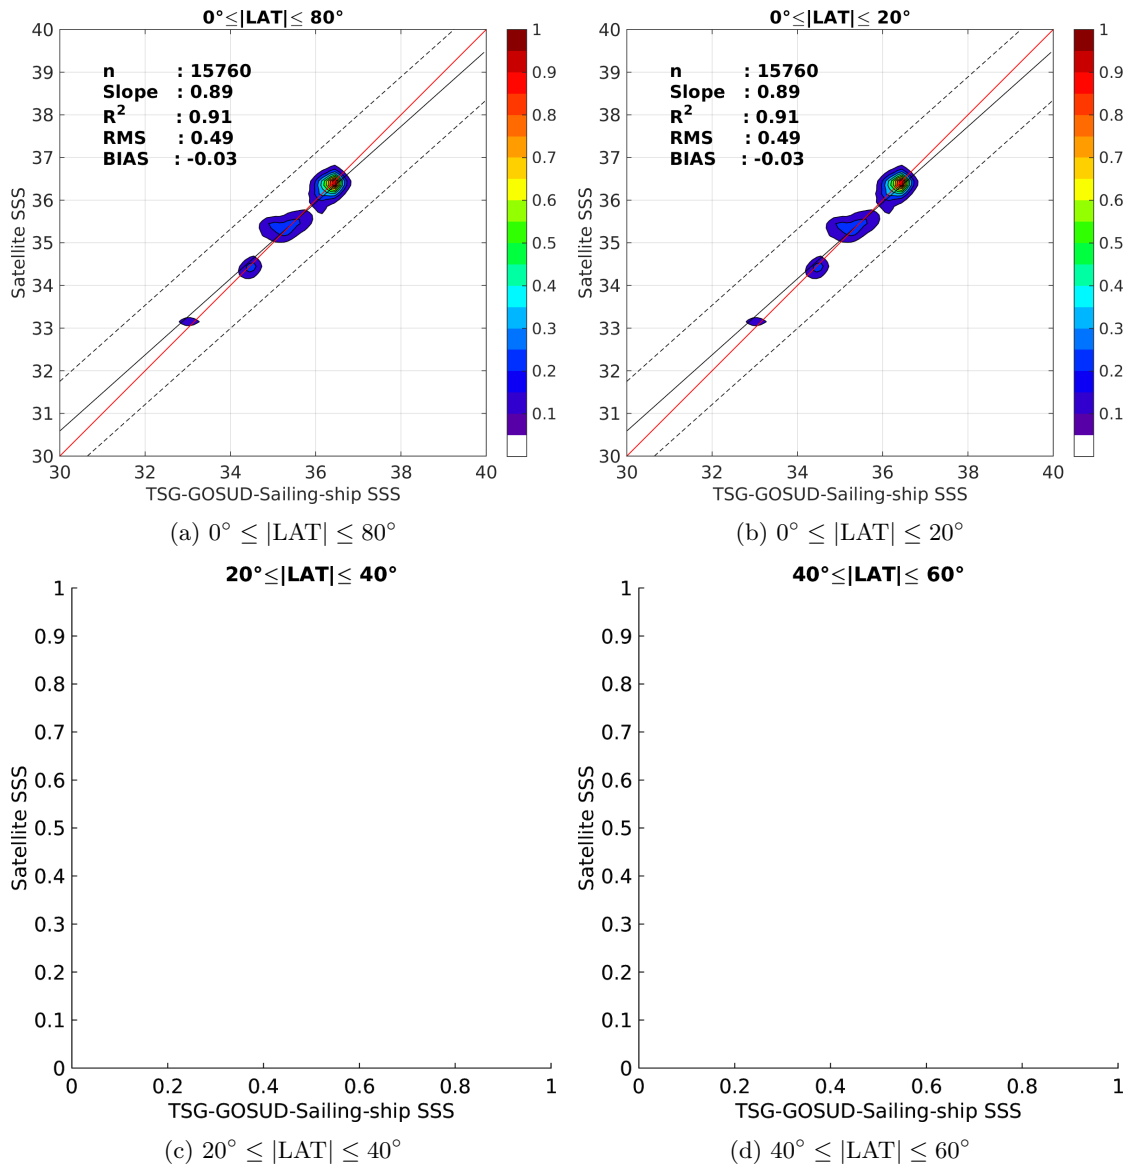 0°≤|LAT|≤ 80°
n : 15760
Slope : 0.89
R² : 0.91
RMS : 0.49
BIAS : -0.03
Satellite SSS
40
39
38
37
36
35
34
33
32
31
30
30 32 34 36 38 40
TSG-GOSUD-Sailing-ship SSS
1
0.9
0.8
0.7
0.6
0.5
0.4
0.3
0.2
0.1
(a) 0° ≤ |LAT| ≤ 80°
0°≤|LAT|≤ 20°
n : 15760
Slope : 0.89
R² : 0.91
RMS : 0.49
BIAS : -0.03
Satellite SSS
40
39
38
37
36
35
34
33
32
31
30
30 32 34 36 38 40
TSG-GOSUD-Sailing-ship SSS
1
0.9
0.8
0.7
0.6
0.5
0.4
0.3
0.2
0.1
(b) 0° ≤ |LAT| ≤ 20°
20°≤|LAT|≤ 40°
Satellite SSS
1
0.9
0.8
0.7
0.6
0.5
0.4
0.3
0.2
0.1
0
0 0.2 0.4 0.6 0.8 1
TSG-GOSUD-Sailing-ship SSS
(c) 20° ≤ |LAT| ≤ 40°
40°≤|LAT|≤ 60°
Satellite SSS
1
0.9
0.8
0.7
0.6
0.5
0.4
0.3
0.2
0.1
0
0 0.2 0.4 0.6 0.8 1
TSG-GOSUD-Sailing-ship SSS
(d) 40° ≤ |LAT| ≤ 60°